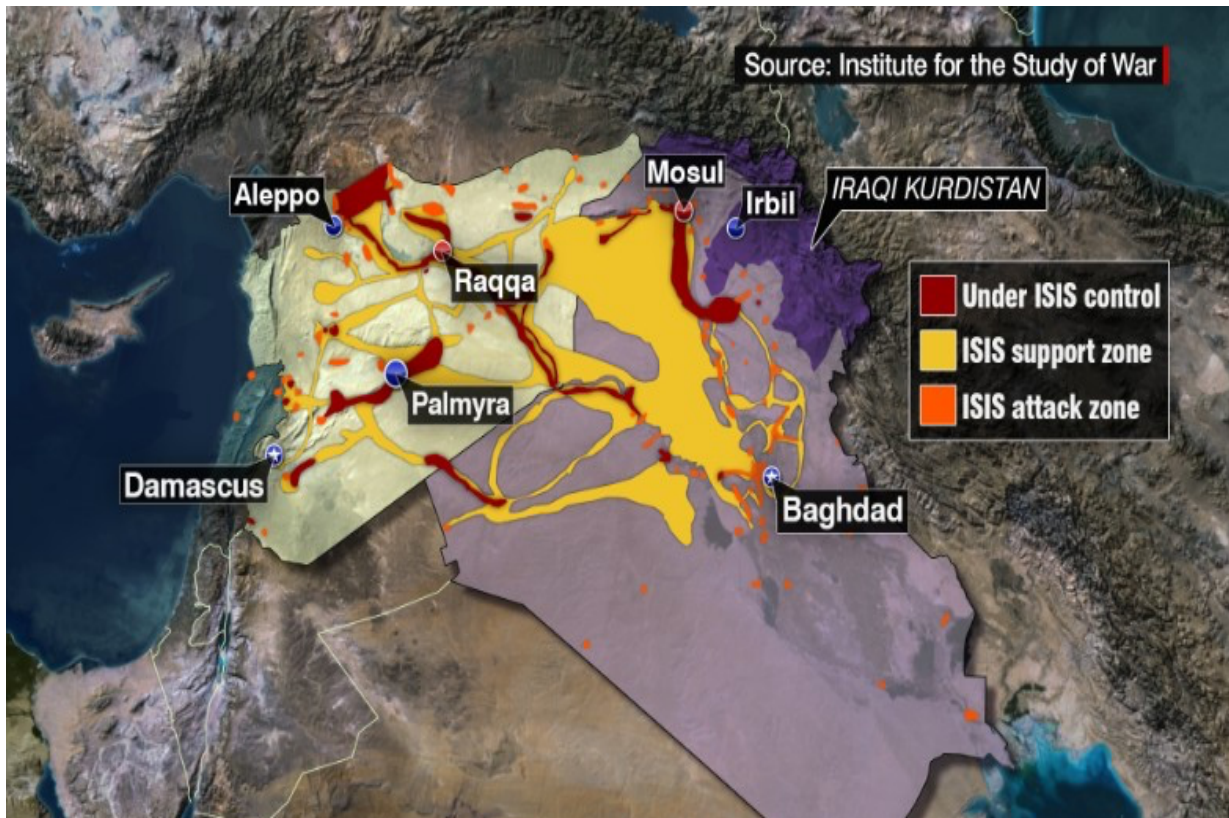 Source: Institute for the Study of War
Mosul
Aleppo
Irbil
IRAQI KURDISTAN
Raqqa
Under ISIS control
ISIS support zone
ISIS attack zone
Palmyra
Damascus
Baghdad